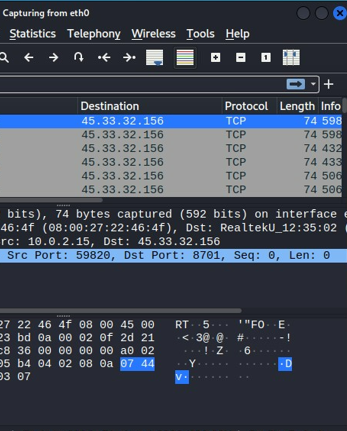 Capturing from eth0
Statistics Telephony Wireless Tools Help
Destination Protocol Length Info
45.33.32.156 TCP 74 598
45.33.32.156 TCP 74 598
45.33.32.156 TCP 74 432
45.33.32.156 TCP 74 433
45.33.32.156 TCP 74 506
45.33.32.156 TCP 74 506
bits), 74 bytes captured (592 bits) on interface e
46:4f (08:00:27:22:46:4f), Dst: RealtekU_12:35:02 (
rc: 10.0.2.15, Dst: 45.33.32.156
Src Port: 59820, Dst Port: 8701, Seq: 0, Len: 0
27 22 46 4f 08 00 45 00 RT··5··· '"FO··E·
23 bd 0a 00 02 0f 2d 21 ·<·3@·@· #·····-!
c8 36 00 00 00 00 a0 02 ···!·Z ·6······
05 b4 04 02 08 0a 07 44 ··Y····· ·······D
03 07 v······· ··